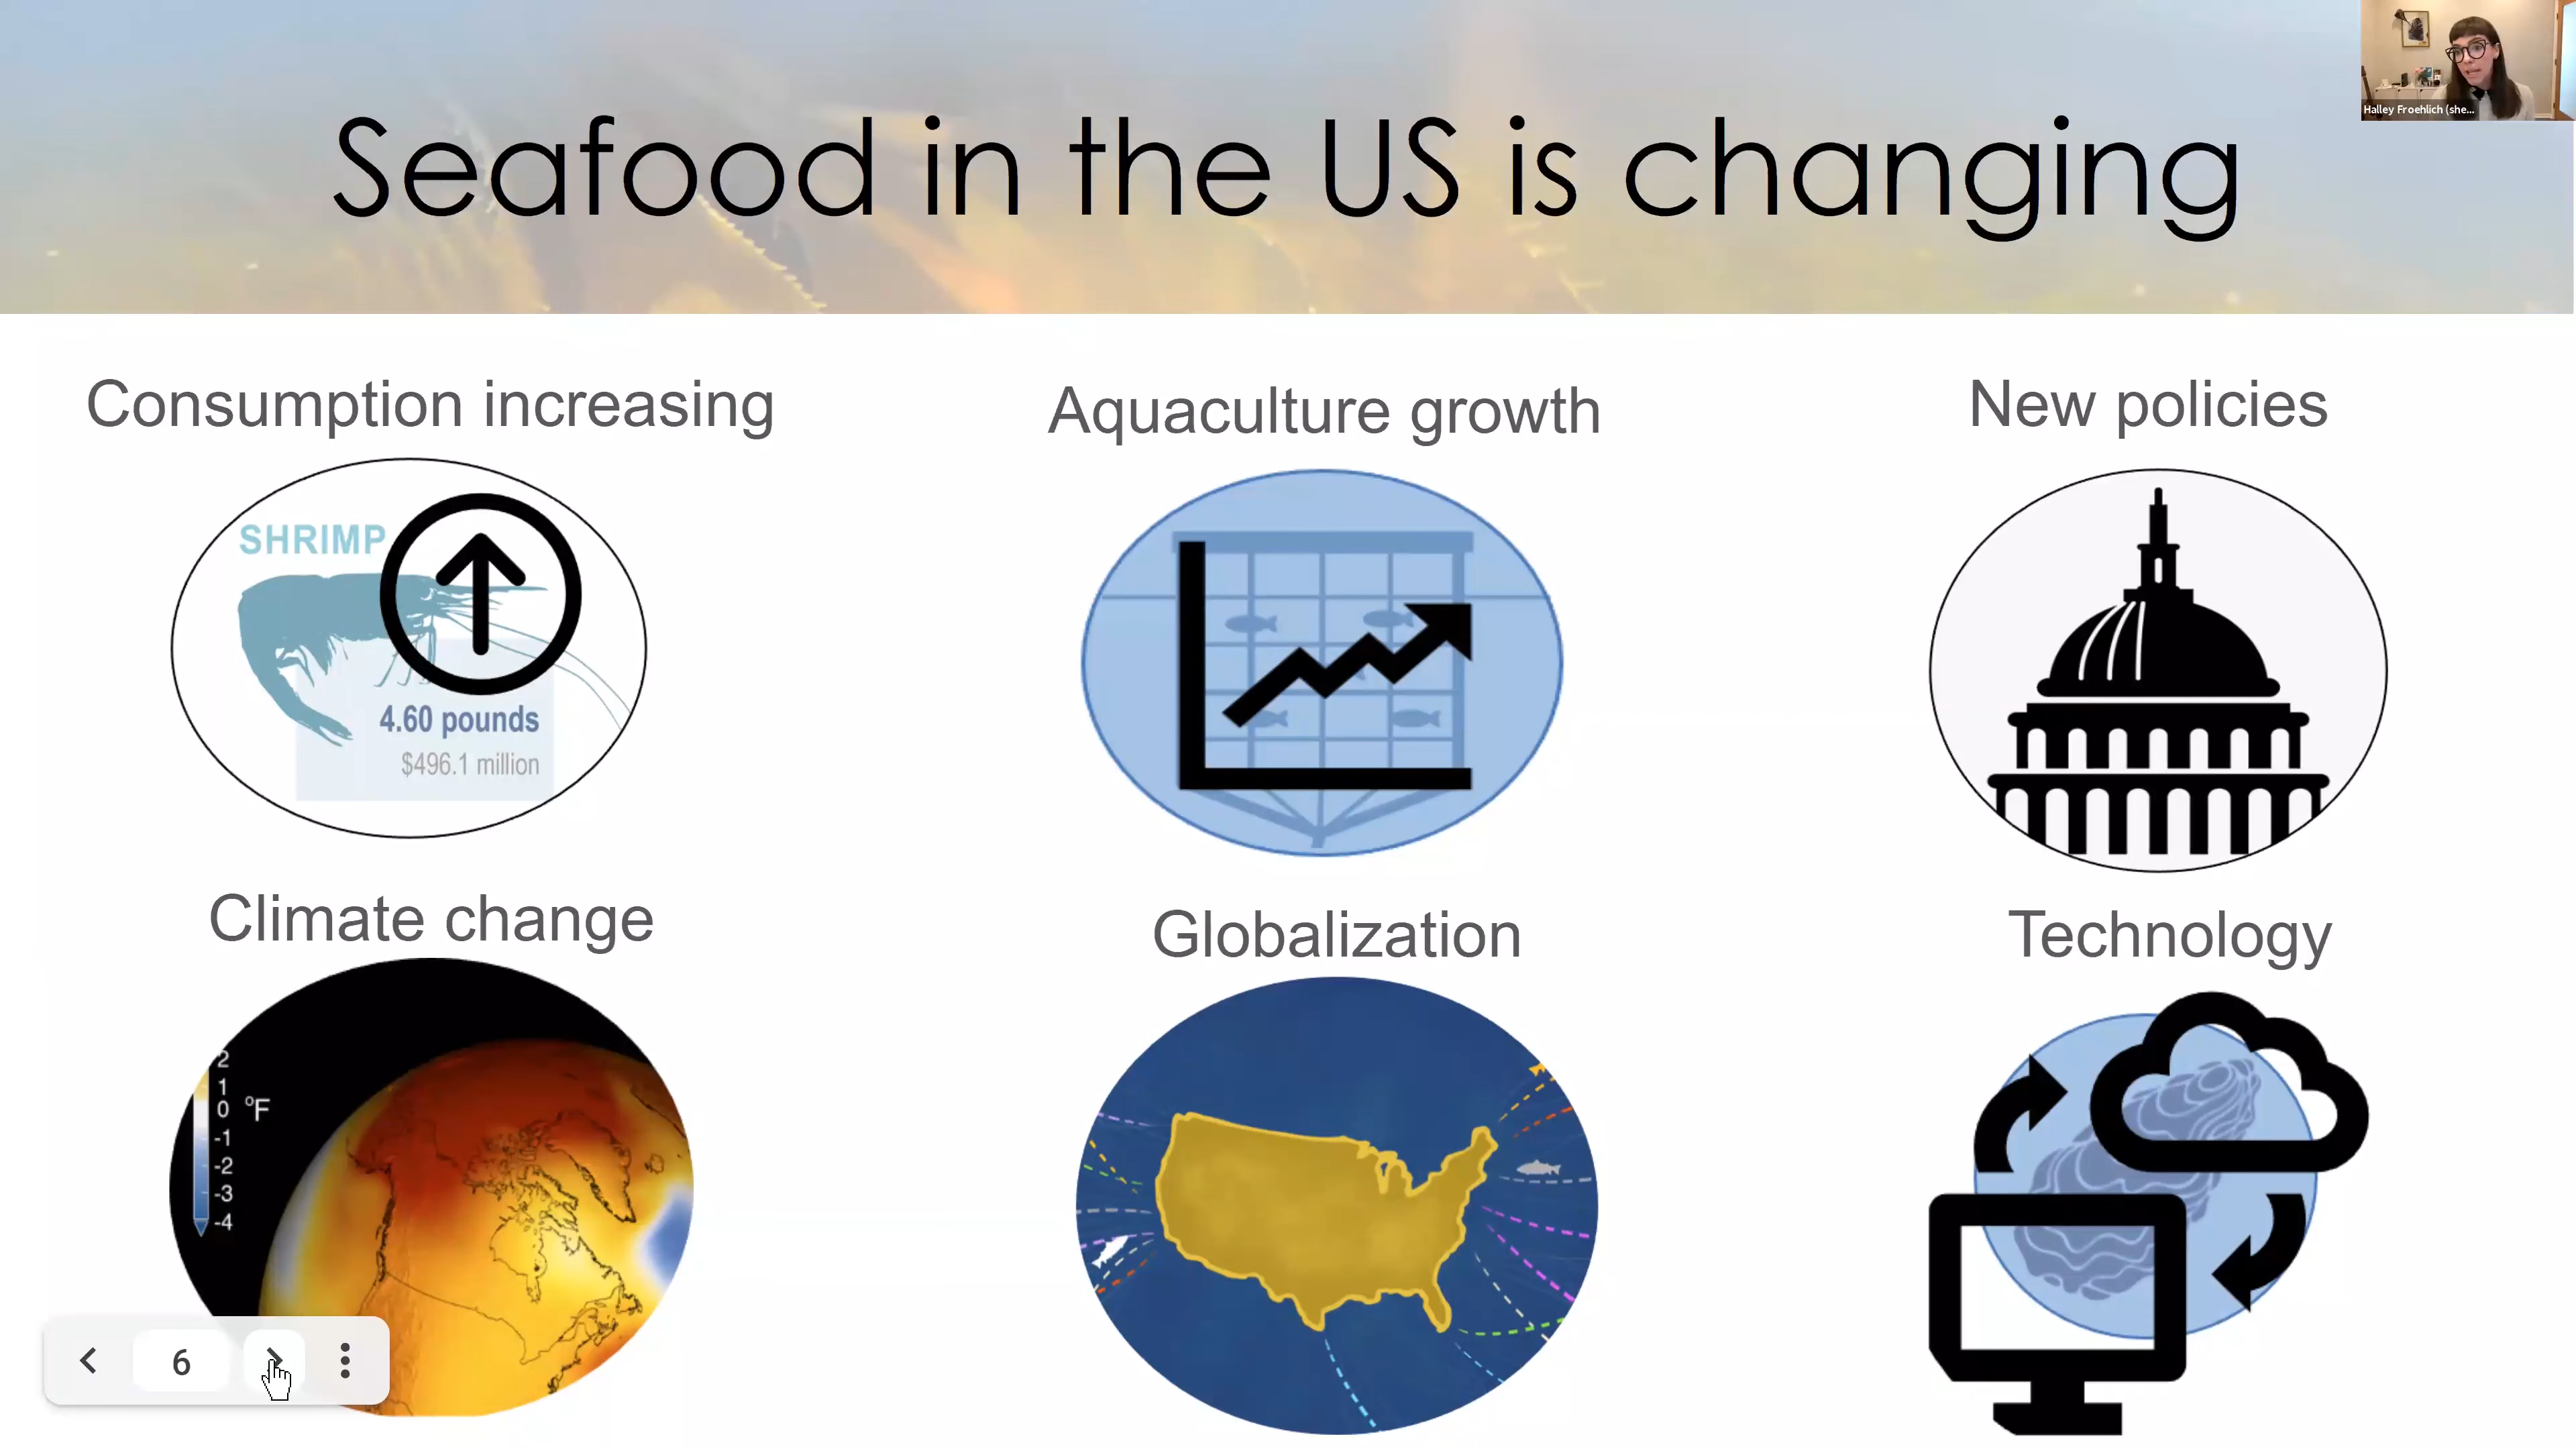 Seafood in the US is changing
Halley Froehlich (she...
Consumption increasing
Aquaculture growth
New policies
SHRIMP
4.60 pounds
$496.1 million
Climate change
Globalization
Technology
2
1
0 °F
-1
-2
-3
-4
6